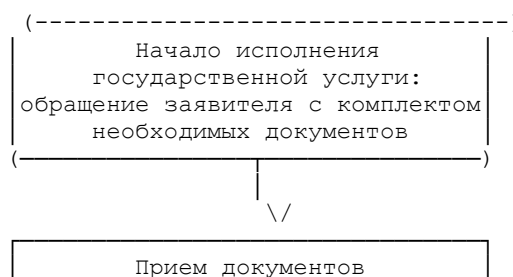 Начало исполнения
государственной услуги:
обращение заявителя с комплектом
необходимых документов
Прием документов